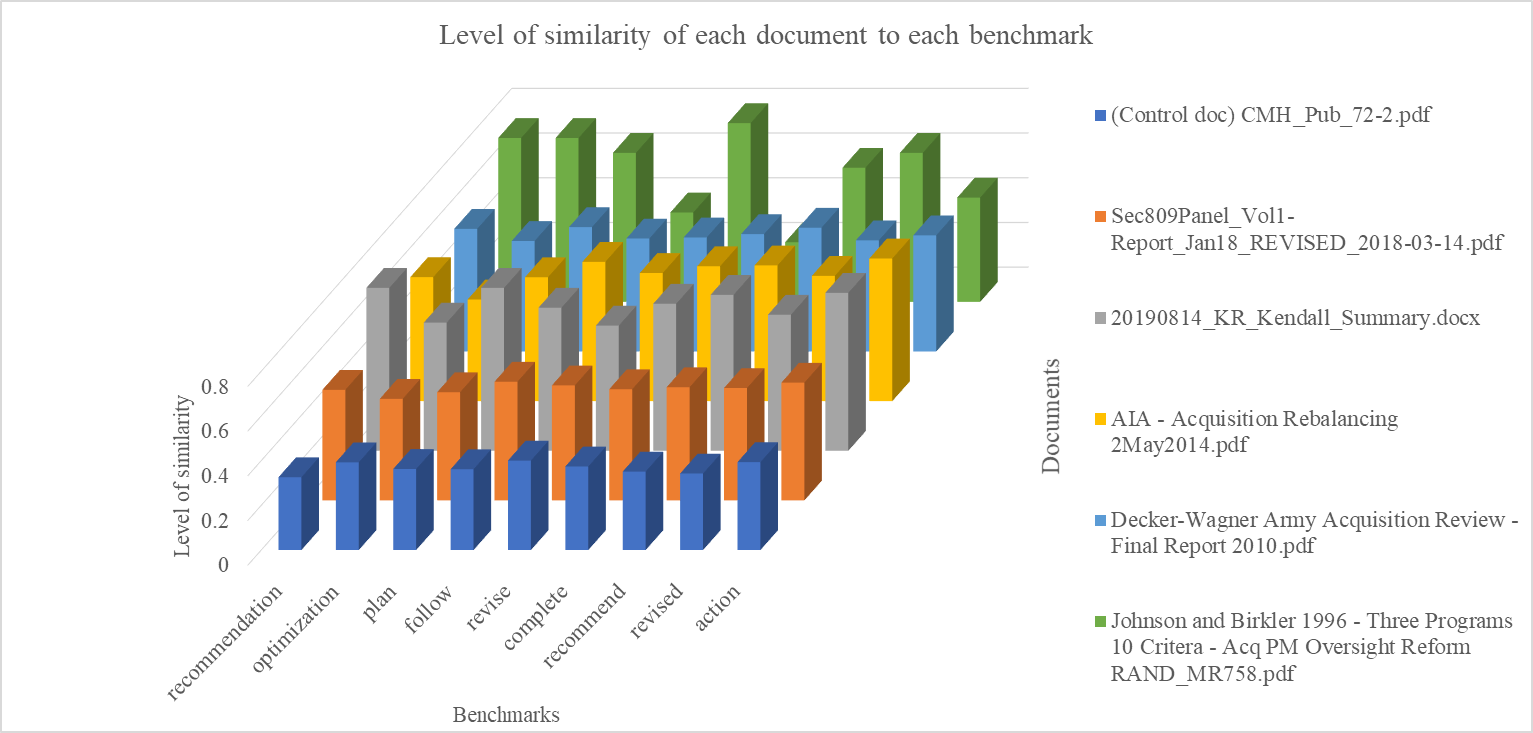 Level of similarity of each document to each benchmark
(Control doc) CMH_Pub_72-2.pdf
Sec809Panel_Vol1-
Report_Jan18_REVISED_2018-03-14.pdf
20190814_KR_Kendall_Summary.docx
AIA - Acquisition Rebalancing
2May2014.pdf
Decker-Wagner Army Acquisition Review -
Final Report 2010.pdf
Johnson and Birkler 1996 - Three Programs
10 Critera - Acq PM Oversight Reform
RAND_MR758.pdf
Documents
Level of similarity
0.8
0.6
0.4
0.2
0
recommendation
optimization
plan
follow
revise
complete
recommend
revised
action
Benchmarks